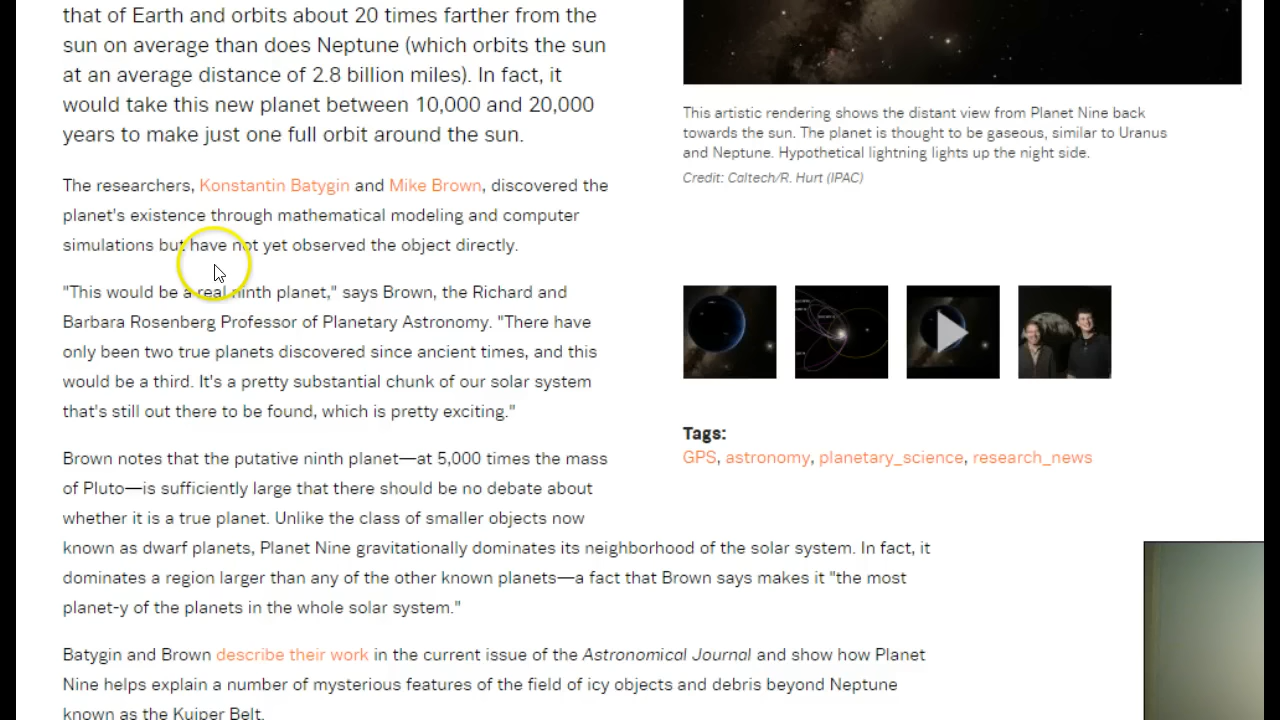 that of Earth and orbits about 20 times farther from the
sun on average than does Neptune (which orbits the sun
at an average distance of 2.8 billion miles). In fact, it
would take this new planet between 10,000 and 20,000
years to make just one full orbit around the sun.
The researchers, Konstantin Batygin and Mike Brown, discovered the
planet's existence through mathematical modeling and computer
simulations but have not yet observed the object directly.
"This would be a real ninth planet," says Brown, the Richard and
Barbara Rosenberg Professor of Planetary Astronomy. "There have
only been two true planets discovered since ancient times, and this
would be a third. It's a pretty substantial chunk of our solar system
that's still out there to be found, which is pretty exciting."
Brown notes that the putative ninth planet—at 5,000 times the mass
of Pluto—is sufficiently large that there should be no debate about
whether it is a true planet. Unlike the class of smaller objects now
known as dwarf planets, Planet Nine gravitationally dominates its neighborhood of the solar system. In fact, it
dominates a region larger than any of the other known planets—a fact that Brown says makes it "the most
planet-y of the planets in the whole solar system."
Batygin and Brown describe their work in the current issue of the Astronomical Journal and show how Planet
Nine helps explain a number of mysterious features of the field of icy objects and debris beyond Neptune
known as the Kuiper Belt.
This artistic rendering shows the distant view from Planet Nine back
towards the sun. The planet is thought to be gaseous, similar to Uranus
and Neptune. Hypothetical lightning lights up the night side.
Credit: Caltech/R. Hurt (IPAC)
Tags:
GPS, astronomy, planetary_science, research_news